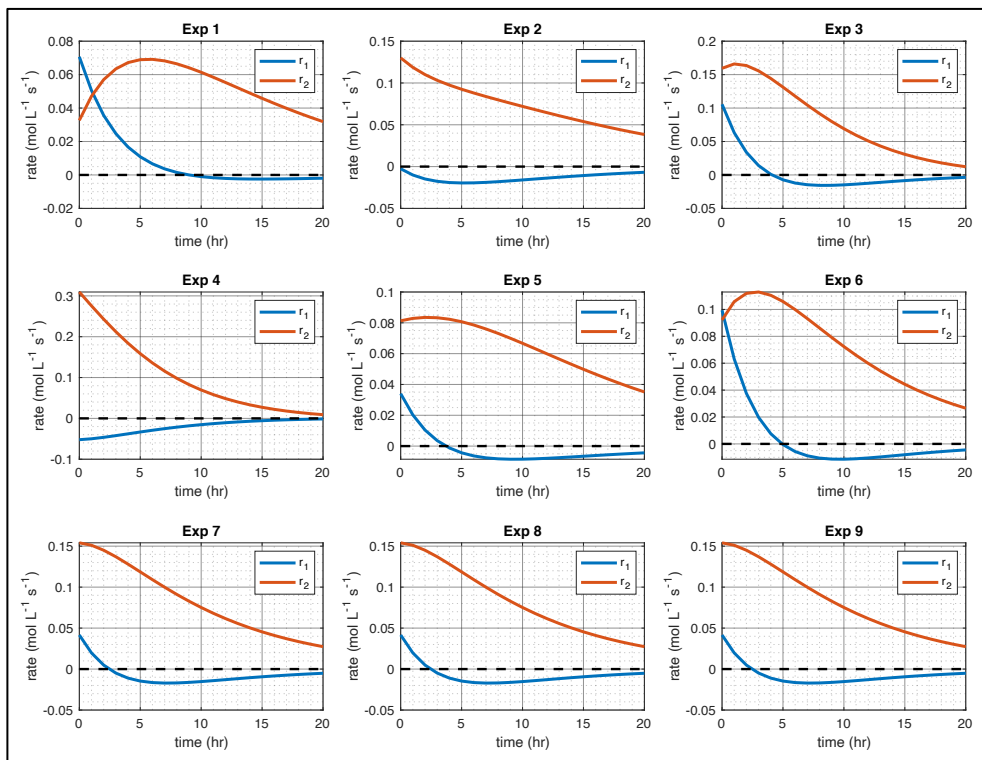 Exp 1
0.08
0.06
0.04
0.02
0
-0.02
rate (mol L⁻¹ s⁻¹)
r₁
r₂
0 5 10 15 20
time (hr)
Exp 2
0.15
0.1
0.05
0
-0.05
rate (mol L⁻¹ s⁻¹)
r₁
r₂
0 5 10 15 20
time (hr)
Exp 3
0.2
0.15
0.1
0.05
0
-0.05
rate (mol L⁻¹ s⁻¹)
r₁
r₂
0 5 10 15 20
time (hr)
Exp 4
0.3
0.2
0.1
0
-0.1
rate (mol L⁻¹ s⁻¹)
r₁
r₂
0 5 10 15 20
time (hr)
Exp 5
0.1
0.08
0.06
0.04
0.02
0
rate (mol L⁻¹ s⁻¹)
r₁
r₂
0 5 10 15 20
time (hr)
Exp 6
0.1
0.08
0.06
0.04
0.02
0
rate (mol L⁻¹ s⁻¹)
r₁
r₂
0 5 10 15 20
time (hr)
Exp 7
0.15
0.1
0.05
0
-0.05
rate (mol L⁻¹ s⁻¹)
r₁
r₂
0 5 10 15 20
time (hr)
Exp 8
0.15
0.1
0.05
0
-0.05
rate (mol L⁻¹ s⁻¹)
r₁
r₂
0 5 10 15 20
time (hr)
Exp 9
0.15
0.1
0.05
0
-0.05
rate (mol L⁻¹ s⁻¹)
r₁
r₂
0 5 10 15 20
time (hr)